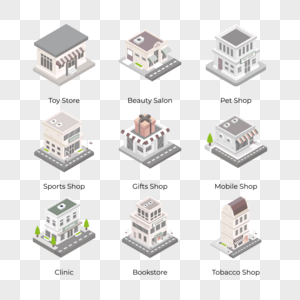 Toy Store
Beauty Salon
Pet Shop
Sports Shop
Gifts Shop
Mobile Shop
Clinic
Bookstore
Tobacco Shop